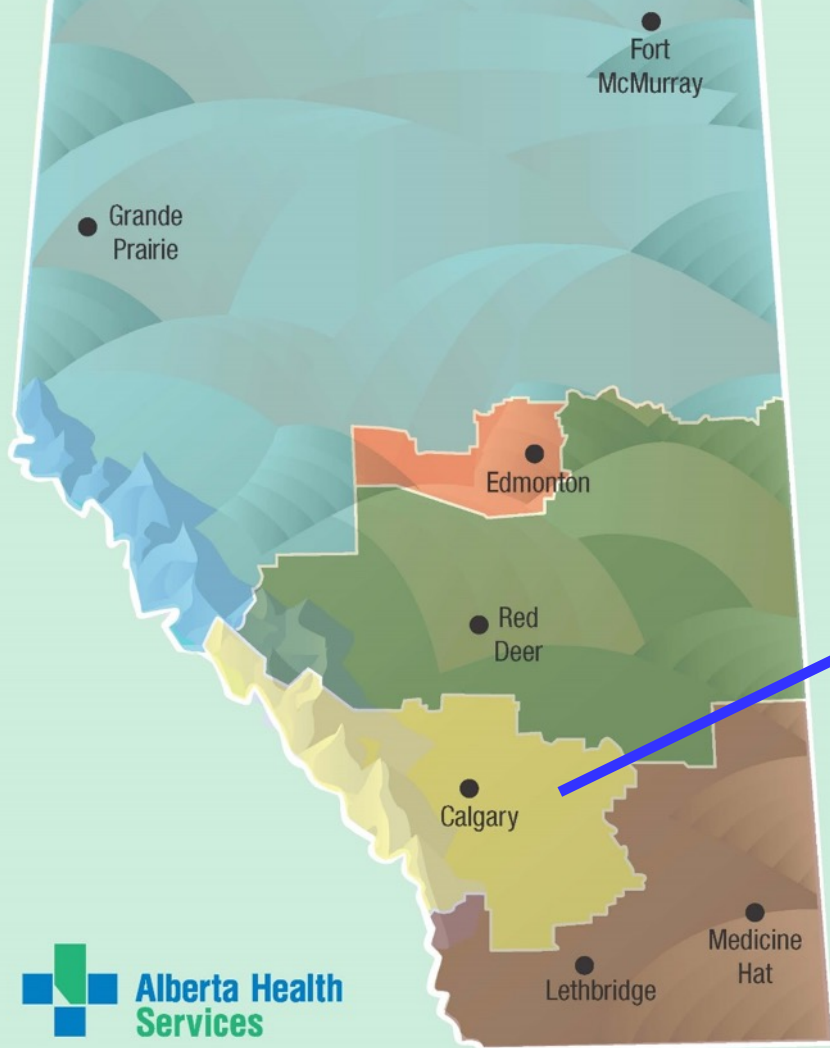 Fort
McMurray
Grande
Prairie
Edmonton
Red
Deer
Calgary
Medicine
Hat
Lethbridge
Alberta Health
Services